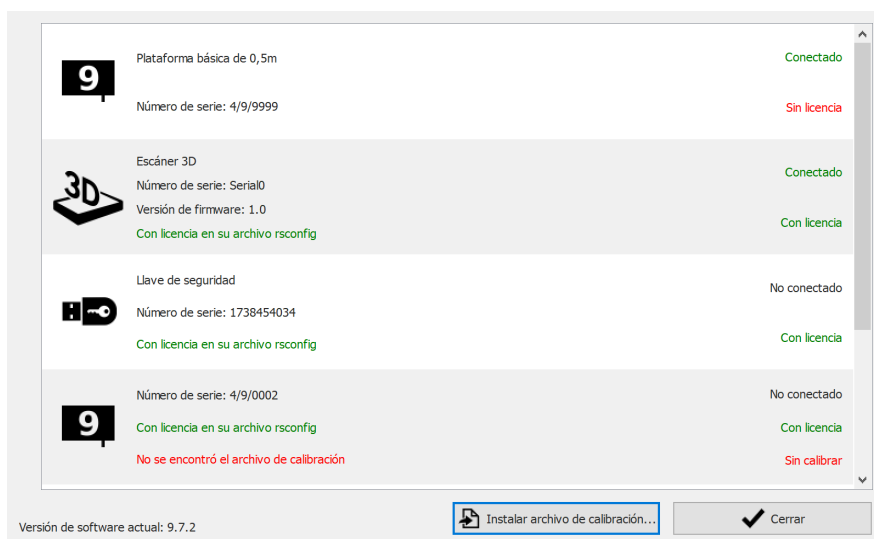 9
Plataforma básica de 0,5m
Conectado
Número de serie: 4/9/9999
Sin licencia
3D
Escáner 3D
Conectado
Número de serie: Serial0
Versión de firmware: 1.0
Con licencia
Con licencia en su archivo rsconfig
Llave de seguridad
No conectado
Número de serie: 1738454034
Con licencia en su archivo rsconfig
Con licencia
9
Número de serie: 4/9/0002
No conectado
Con licencia en su archivo rsconfig
Con licencia
No se encontró el archivo de calibración
Sin calibrar
Versión de software actual: 9.7.2
Instalar archivo de calibración...
Cerrar